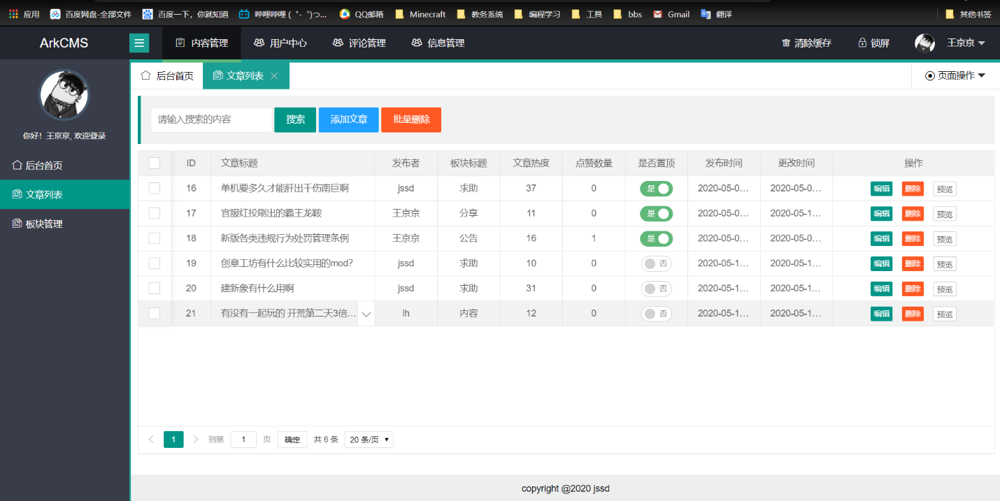 应用 百度网盘-全部文件 百度一下，你就知道 哔哩哔哩 (゜-゜)つ... QQ邮箱 Minecraft 教务系统 编程学习 工具 bbs Gmail 翻译 其他书签
ArkCMS 内容管理 用户中心 评论管理 信息管理 清除缓存 锁屏 王京京
后台首页 文章列表 页面操作
你好！王京京, 欢迎登录
后台首页
文章列表
板块管理
请输入搜索的内容 搜索 添加文章 批量删除
ID 文章标题 发布者 板块标题 文章热度 点赞数量 是否置顶 发布时间 更改时间 操作
16 单机要多久才能肝出千伤南巨啊 jssd 求助 37 0 是 2020-05-0... 2020-05-0... 编辑 删除 预览
17 官服红投刷出的霸王龙鞍 王京京 分享 11 0 是 2020-05-0... 2020-05-1... 编辑 删除 预览
18 新版各类违规行为处罚管理条例 王京京 公告 16 1 是 2020-05-0... 2020-05-0... 编辑 删除 预览
19 创意工坊有什么比较实用的mod? jssd 求助 10 0 否 2020-05-1... 2020-05-1... 编辑 删除 预览
20 建新象有什么用啊 jssd 求助 31 0 否 2020-05-1... 2020-05-1... 编辑 删除 预览
21 有没有一起玩的 开荒第二天3倍... lh 内容 12 0 否 2020-05-1... 2020-05-1... 编辑 删除 预览
1 到第 1 页 确定 共 6 条 20 条/页
copyright @2020 jssd